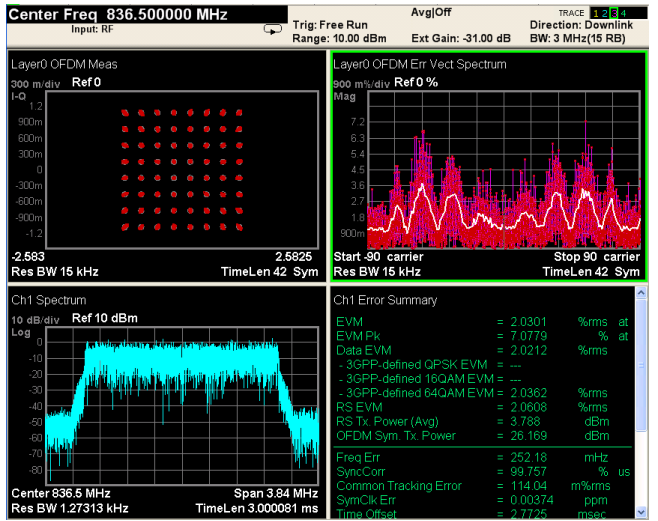 Center Freq 836.500000 MHz
Input: RF
Trig: Free Run
Range: 10.00 dBm
Avg|Off
Ext Gain: -31.00 dB
TRACE 1 2 3 4
Direction: Downlink
BW: 3 MHz(15 RB)
Layer0 OFDM Meas
300 m/div Ref 0
I-Q
1.2
900m
600m
300m
0
-300m
-600m
-900m
-1.2
-2.583 2.5825
Res BW 15 kHz TimeLen 42 Sym
Layer0 OFDM Err Vect Spectrum
900 m%/div Ref 0 %
Mag
7.2
6.3
5.4
4.5
3.6
2.7
1.8
900m
Start -90 carrier Stop 90 carrier
Res BW 15 kHz TimeLen 42 Sym
Ch1 Spectrum
10 dB/div Ref 10 dBm
Log
0
-10
-20
-30
-40
-50
-60
-70
-80
Center 836.5 MHz Span 3.84 MHz
Res BW 1.27313 kHz TimeLen 3.000081 ms
Ch1 Error Summary
EVM = 2.0301 %rms at
EVM Pk = 7.0779 % at
Data EVM = 2.0212 %rms
- 3GPP-defined QPSK EVM = ---
- 3GPP-defined 16QAM EVM = ---
- 3GPP-defined 64QAM EVM = 2.0362 %rms
RS EVM = 2.0608 %rms
RS Tx. Power (Avg) = 3.788 dBm
OFDM Sym. Tx. Power = 26.169 dBm
Freq Err = 252.18 mHz
SyncCorr = 99.757 % us
Common Tracking Error = 114.04 m%rms
SymClk Err = 0.00374 ppm
Time Offset = 2.7725 msec